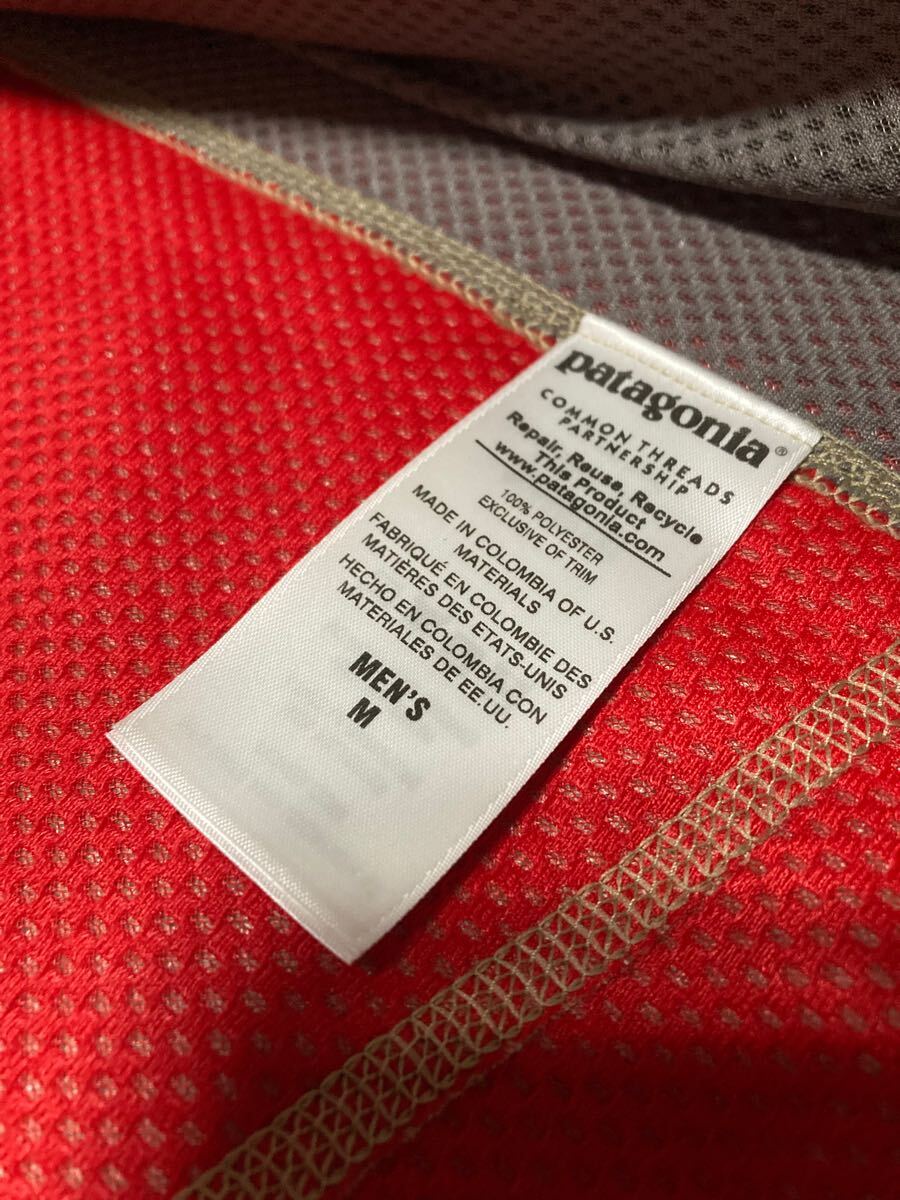 patagonia®
COMMON THREADS
PARTNERSHIP
Repair, Reuse, Recycle
This Product
www.patagonia.com
100% POLYESTER
EXCLUSIVE OF TRIM
MADE IN COLOMBIA OF U.S.
MATERIALS
FABRIQUÉ EN COLOMBIE DES
MATIÈRES DES ETATS-UNIS
HECHO EN COLOMBIA CON
MATERIALES DE EE.UU.
MEN'S
M